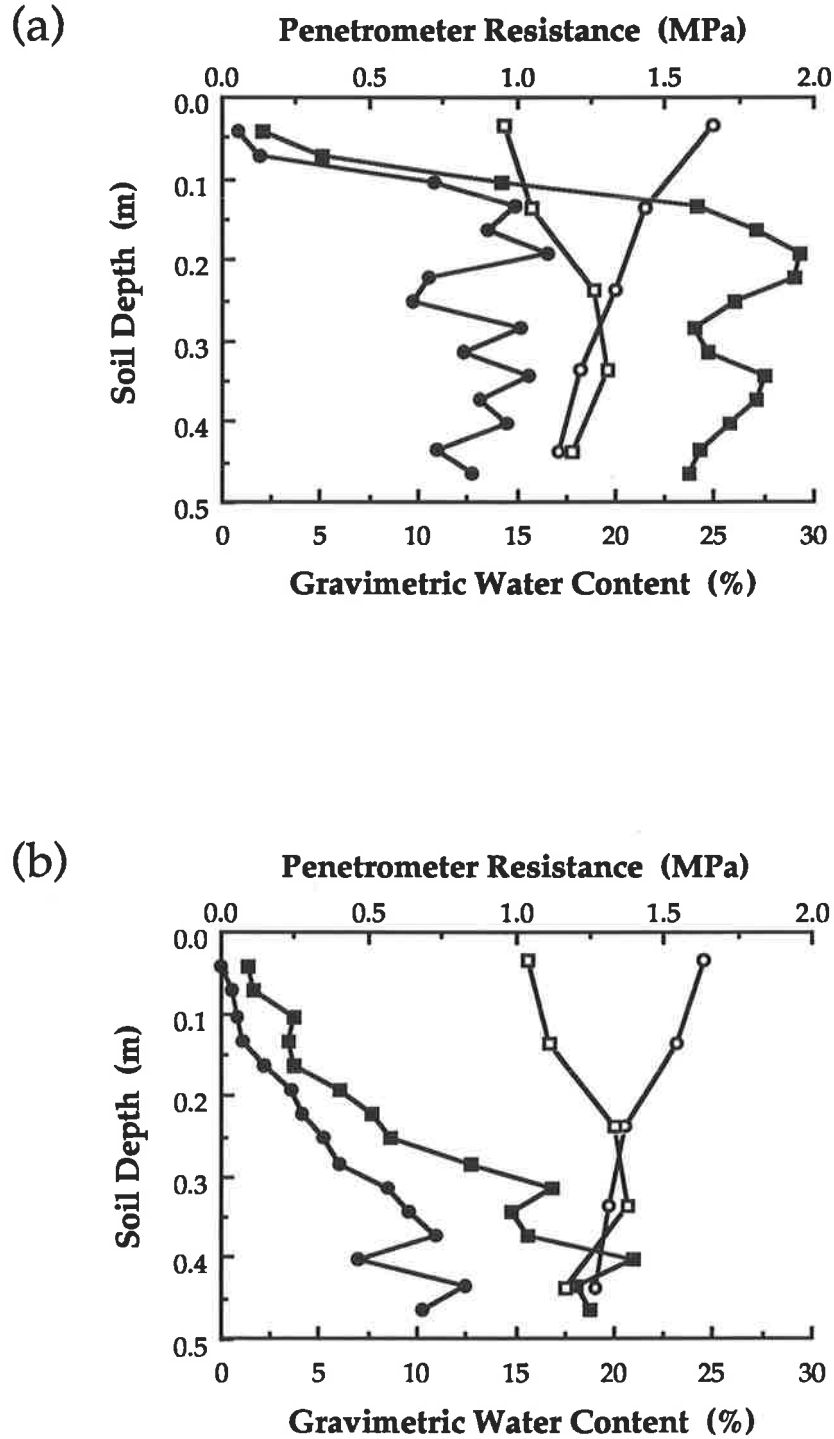 (a)
Penetrometer Resistance (MPa)
0.0 0.5 1.0 1.5 2.0
0.0
0.1
0.2
0.3
0.4
0.5
Soil Depth (m)
0 5 10 15 20 25 30
Gravimetric Water Content (%)
(b)
Penetrometer Resistance (MPa)
0.0 0.5 1.0 1.5 2.0
0.0
0.1
0.2
0.3
0.4
0.5
Soil Depth (m)
0 5 10 15 20 25 30
Gravimetric Water Content (%)